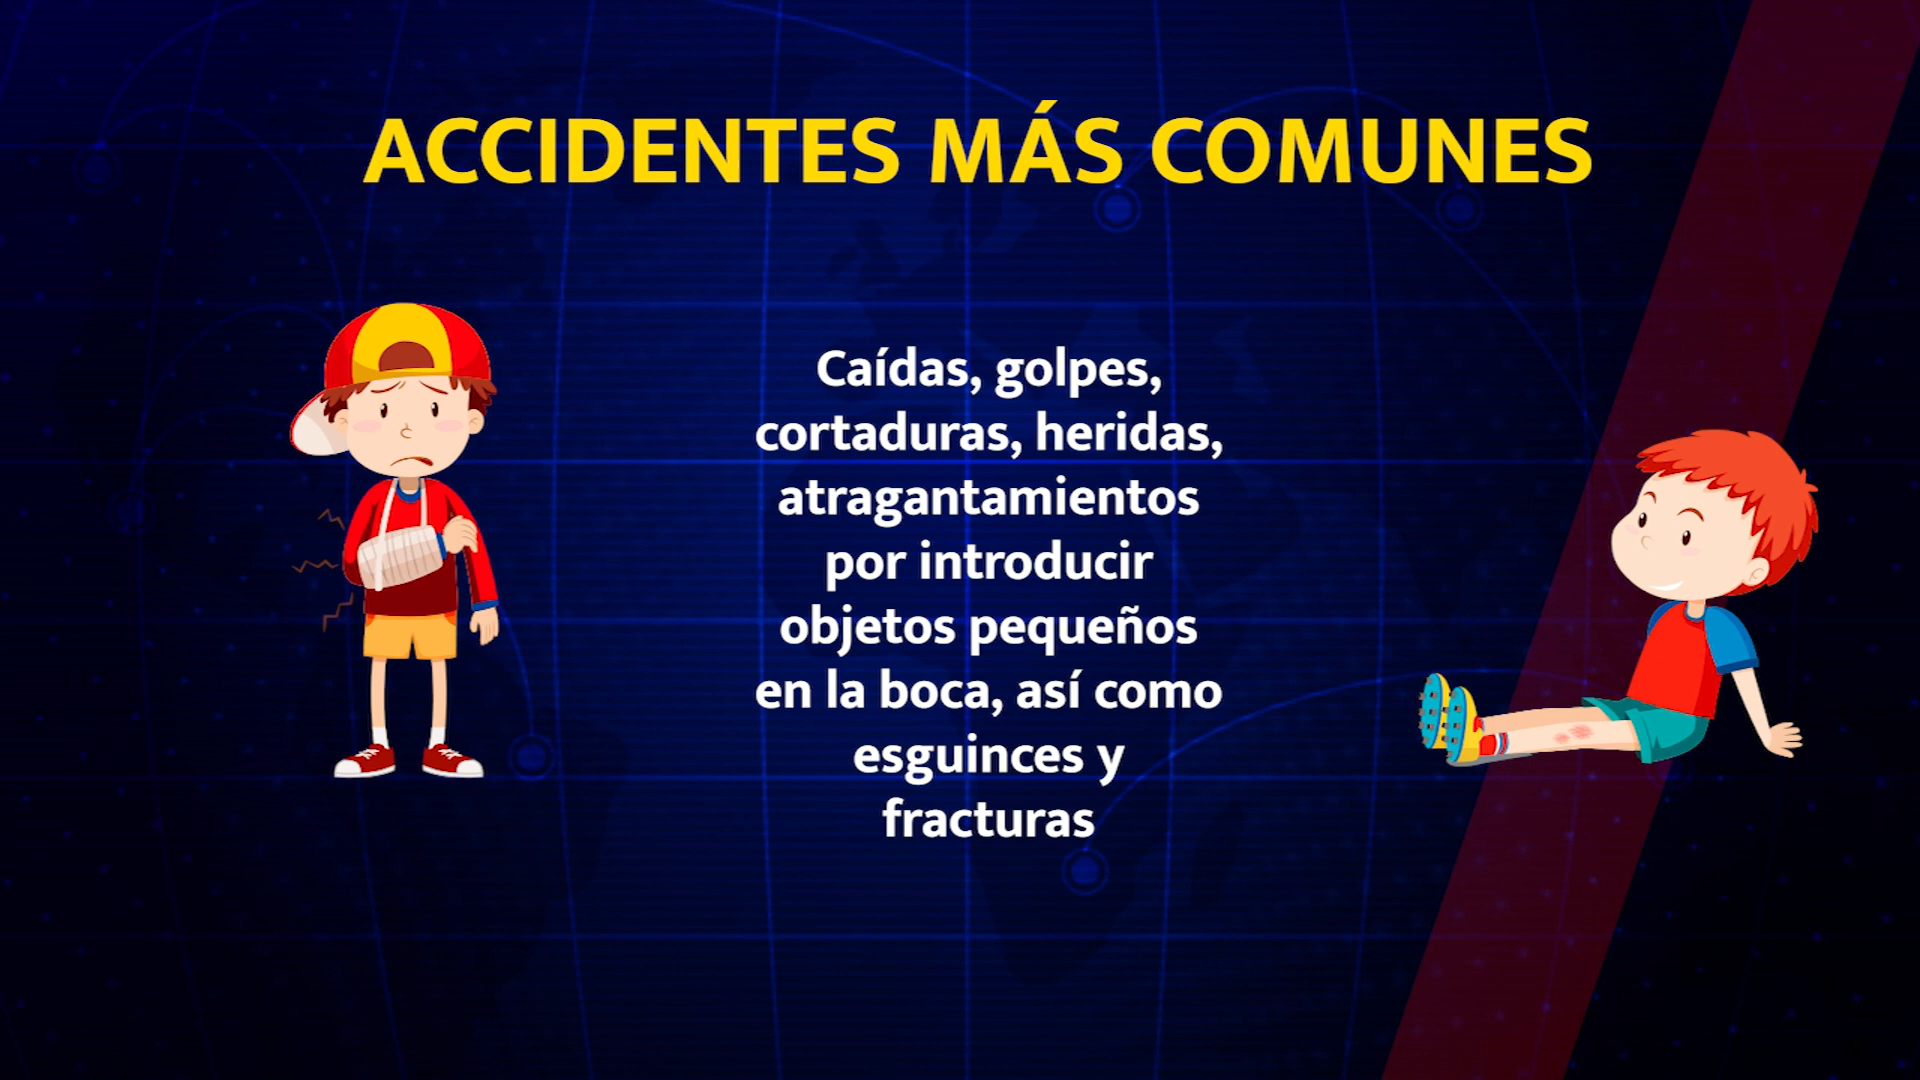 ACCIDENTES MÁS COMUNES
Caídas, golpes,
cortaduras, heridas,
atragantamientos
por introducir
objetos pequeños
en la boca, así como
esguinces y
fracturas